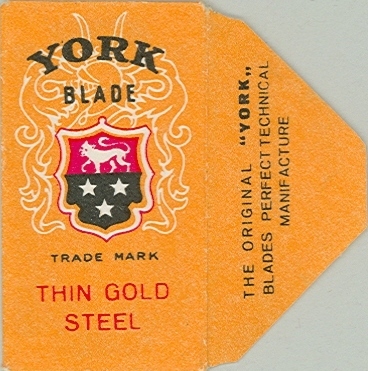 YORK
BLADE
TRADE MARK
THIN GOLD
STEEL
THE ORIGINAL "YORK„
BLADES PERFECT TECHNICAL
MANIFACTURE